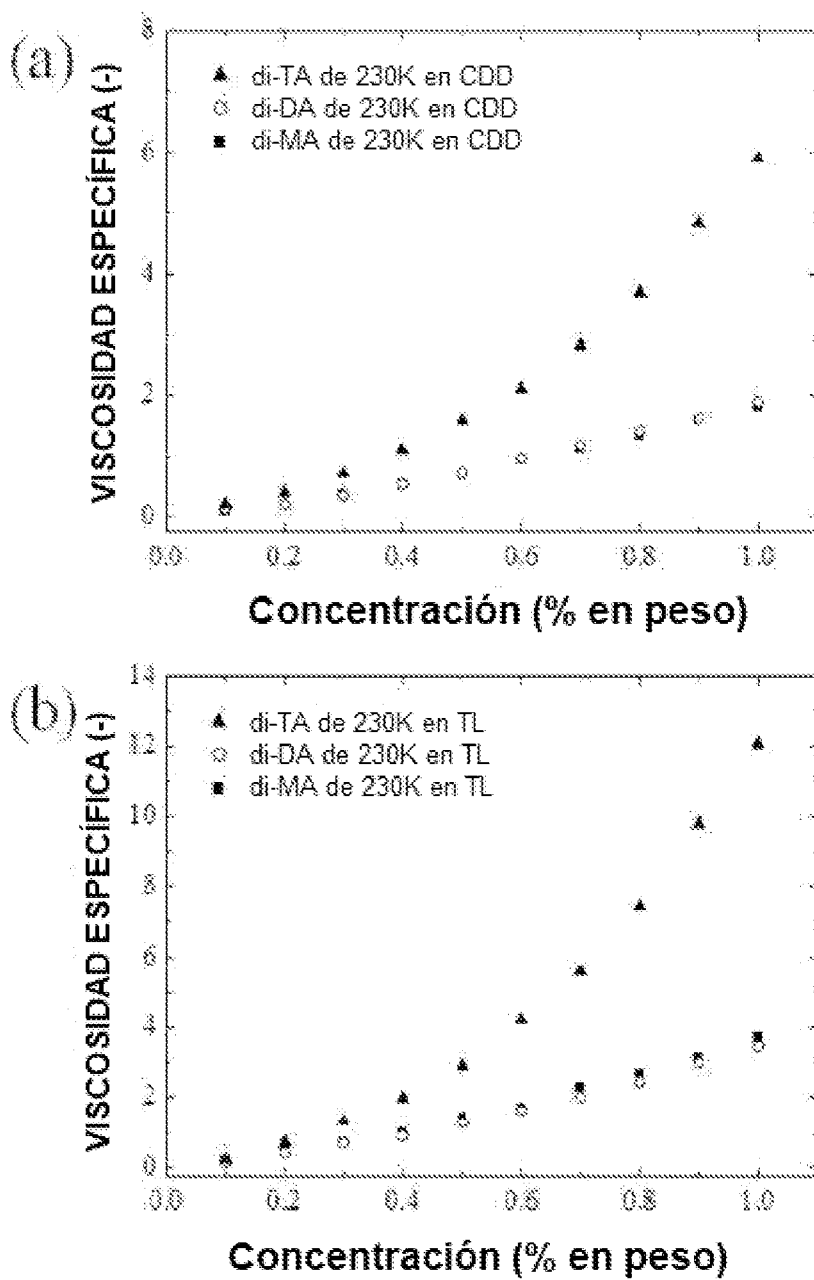 (a)
VISCOSIDAD ESPECÍFICA (-)
8
6
4
2
0
di-TA de 230K en CDD
di-DA de 230K en CDD
di-MA de 230K en CDD
0.0 0.2 0.4 0.6 0.8 1.0
Concentración (% en peso)
(b)
VISCOSIDAD ESPECÍFICA (-)
14
12
10
8
6
4
2
0
di-TA de 230K en TL
di-DA de 230K en TL
di-MA de 230K en TL
0.0 0.2 0.4 0.6 0.8 1.0
Concentración (% en peso)